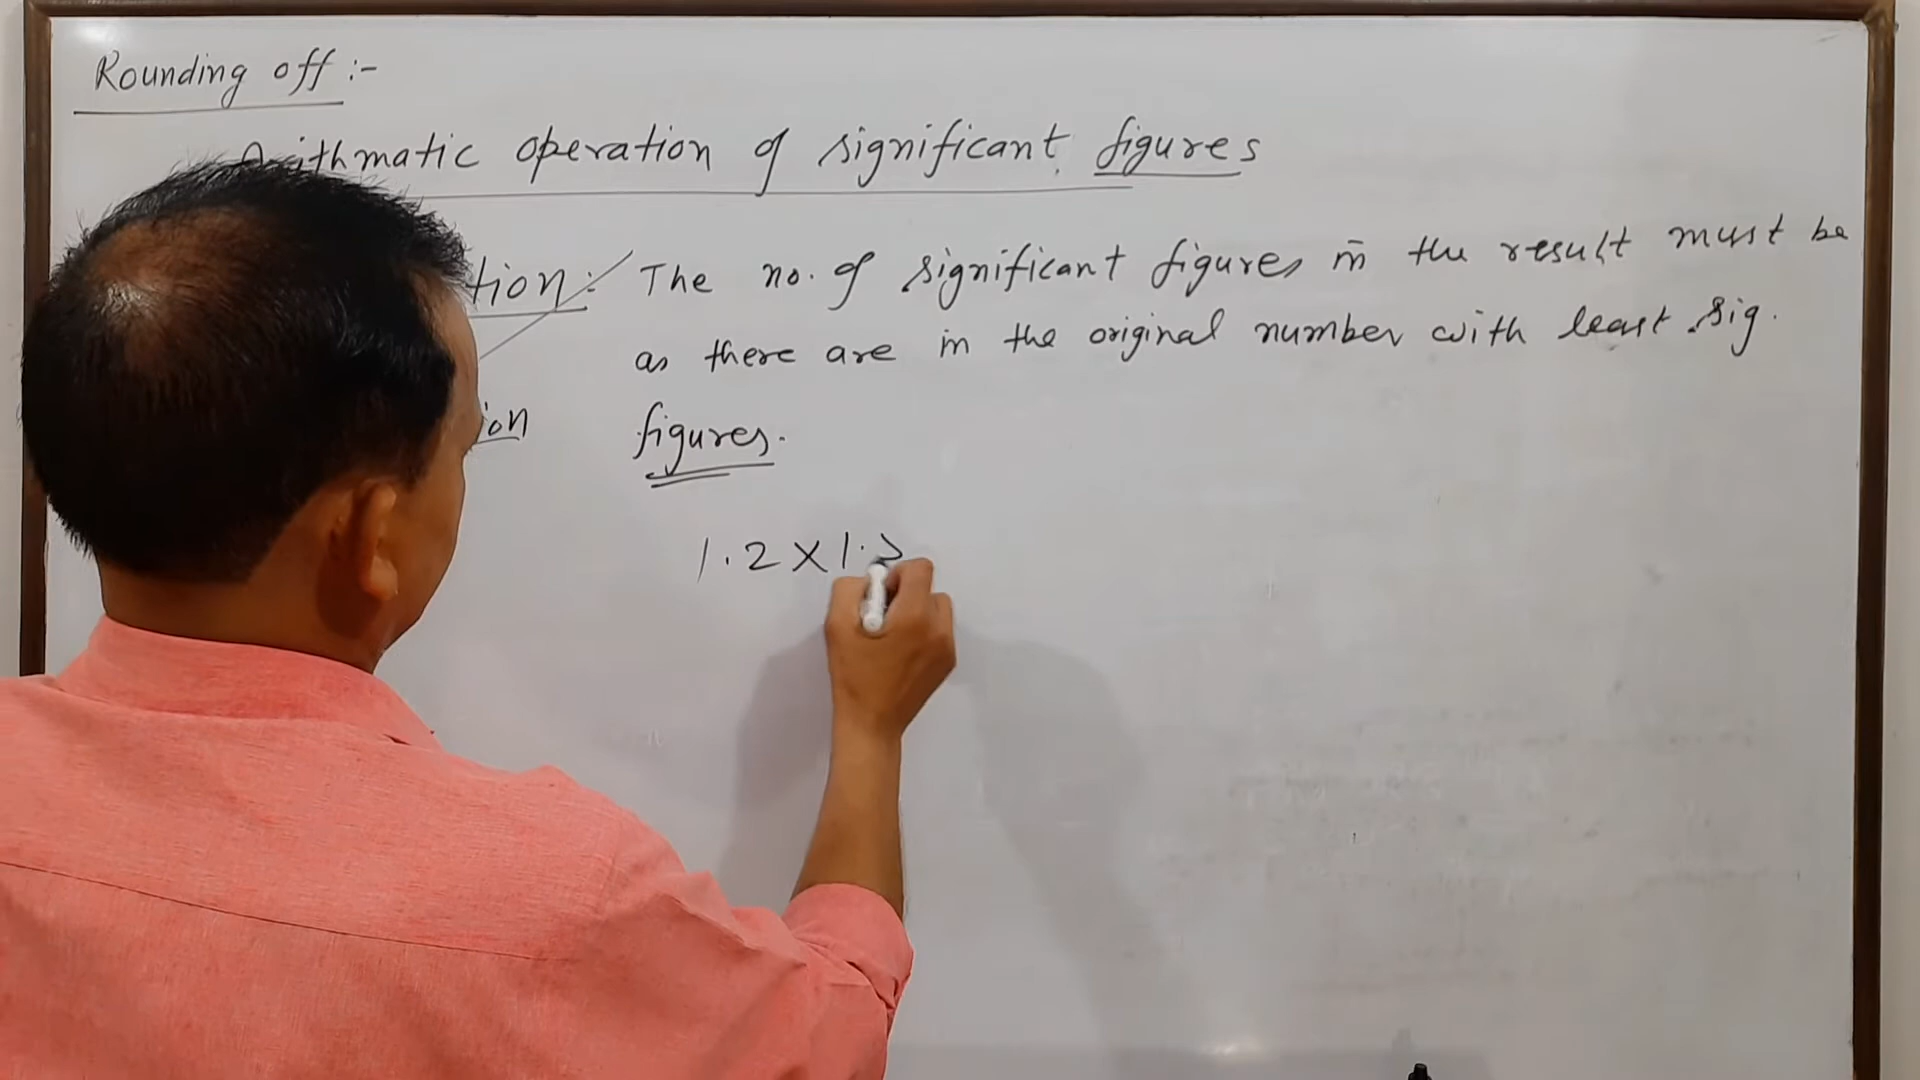 Rounding off :-
Arithmatic operation of significant figures
tion :- The no. of significant figures in the result must be
as there are in the original number with least sig.
ion figures.
1.2 X 1.